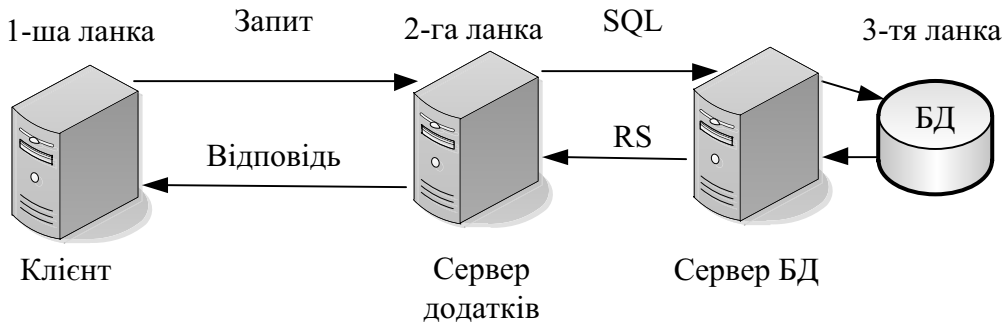 1-ша ланка
Запит
2-га ланка
SQL
3-тя ланка
БД
Відповідь
RS
Клієнт
Сервер
додатків
Сервер БД